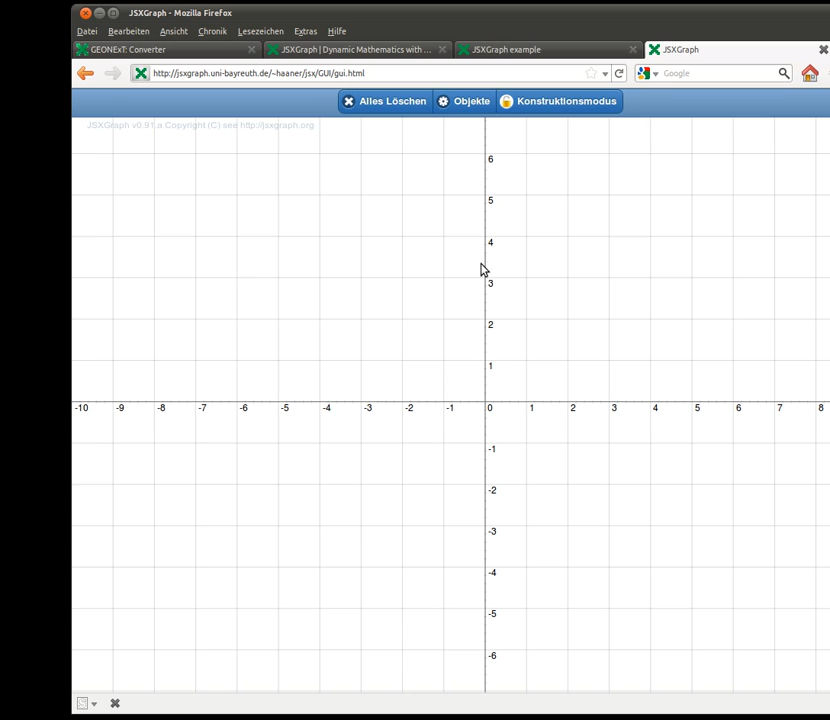 JSXGraph - Mozilla Firefox
Datei Bearbeiten Ansicht Chronik Lesezeichen Extras Hilfe
GEONExT: Converter JSXGraph | Dynamic Mathematics with ... JSXGraph example JSXGraph
http://jsxgraph.uni-bayreuth.de/~haaner/jsx/GUI/gui.html Google
Alles Löschen Objekte Konstruktionsmodus
JSXGraph v0.91 a Copyright (C) see http://jsxgraph.org
6
5
4
3
2
1
-10 -9 -8 -7 -6 -5 -4 -3 -2 -1 0 1 2 3 4 5 6 7 8
-1
-2
-3
-4
-5
-6